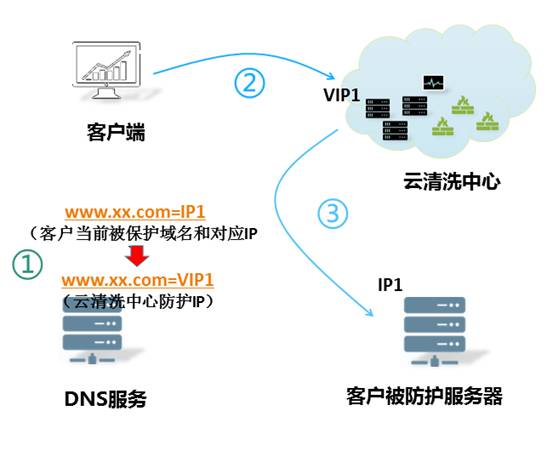 ②
VIP1
客户端
云清洗中心
www.xx.com=IP1
（客户当前被保护域名和对应IP
③
①
www.xx.com=VIP1
（云清洗中心防护IP）
IP1
DNS服务
客户被防护服务器